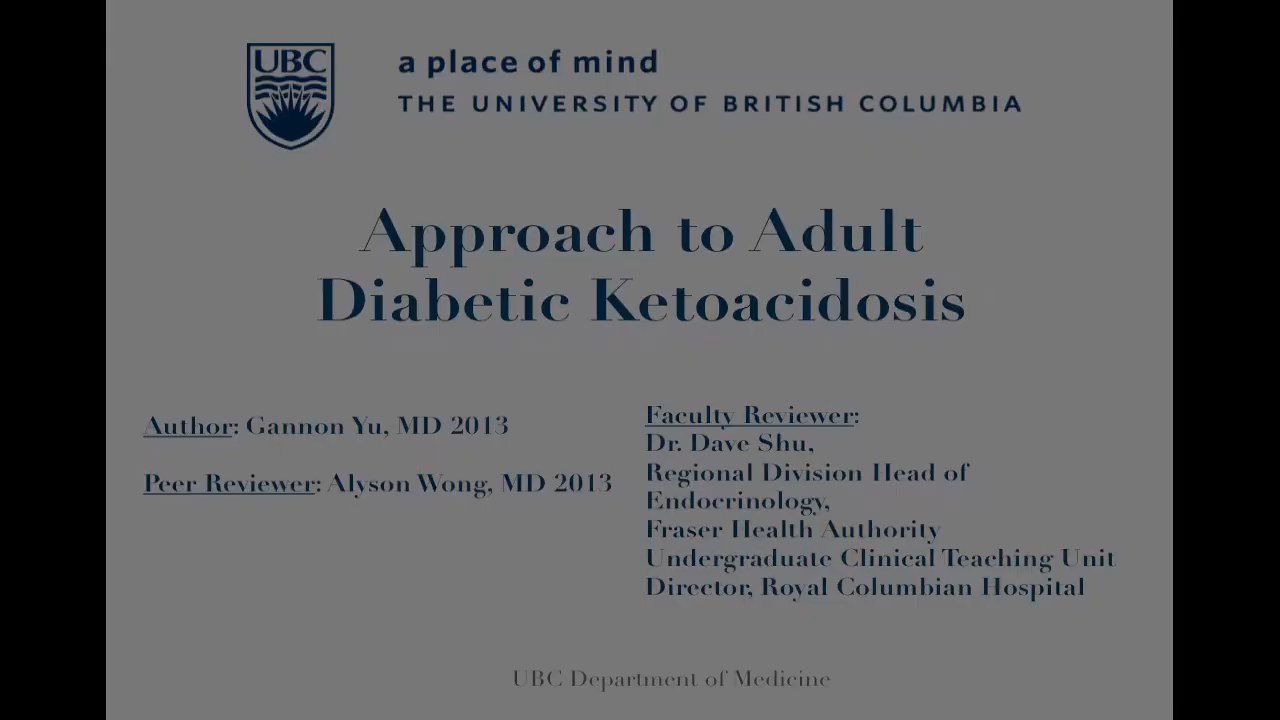 UBC
a place of mind
THE UNIVERSITY OF BRITISH COLUMBIA
Approach to Adult
Diabetic Ketoacidosis
Author: Gannon Yu, MD 2013
Peer Reviewer: Alyson Wong, MD 2013
Faculty Reviewer:
Dr. Dave Shu,
Regional Division Head of
Endocrinology,
Fraser Health Authority
Undergraduate Clinical Teaching Unit
Director, Royal Columbian Hospital
UBC Department of Medicine